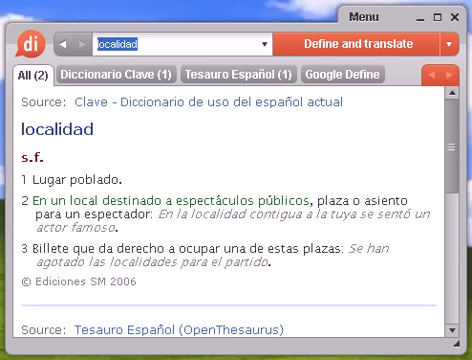 Menu
di
localidad
Define and translate
All (2)
Diccionario Clave (1)
Tesauro Español (1)
Google Define
Source: Clave - Diccionario de uso del español actual
localidad
s.f.
1 Lugar poblado.
2 En un local destinado a espectáculos públicos, plaza o asiento
para un espectador: En la localidad contigua a la tuya se sentó un
actor famoso.
3 Billete que da derecho a ocupar una de estas plazas: Se han
agotado las localidades para el partido.
© Ediciones SM 2006
Source: Tesauro Español (OpenThesaurus)